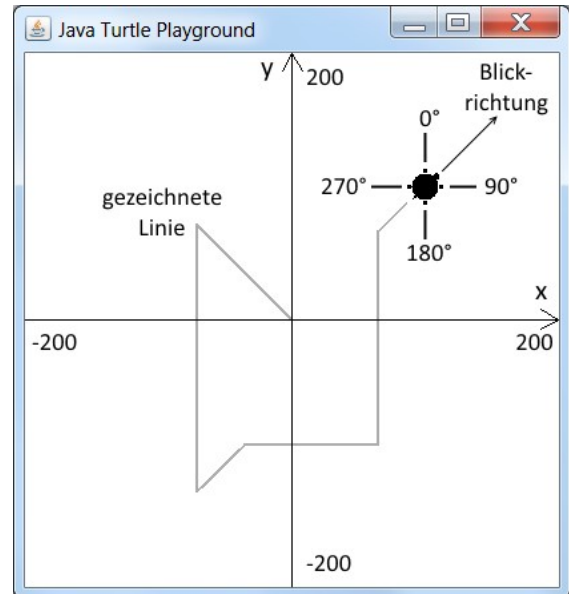 Java Turtle Playground
y
200
Blick-
richtung
0°
270°
90°
180°
gezeichnete
Linie
x
-200
200
-200